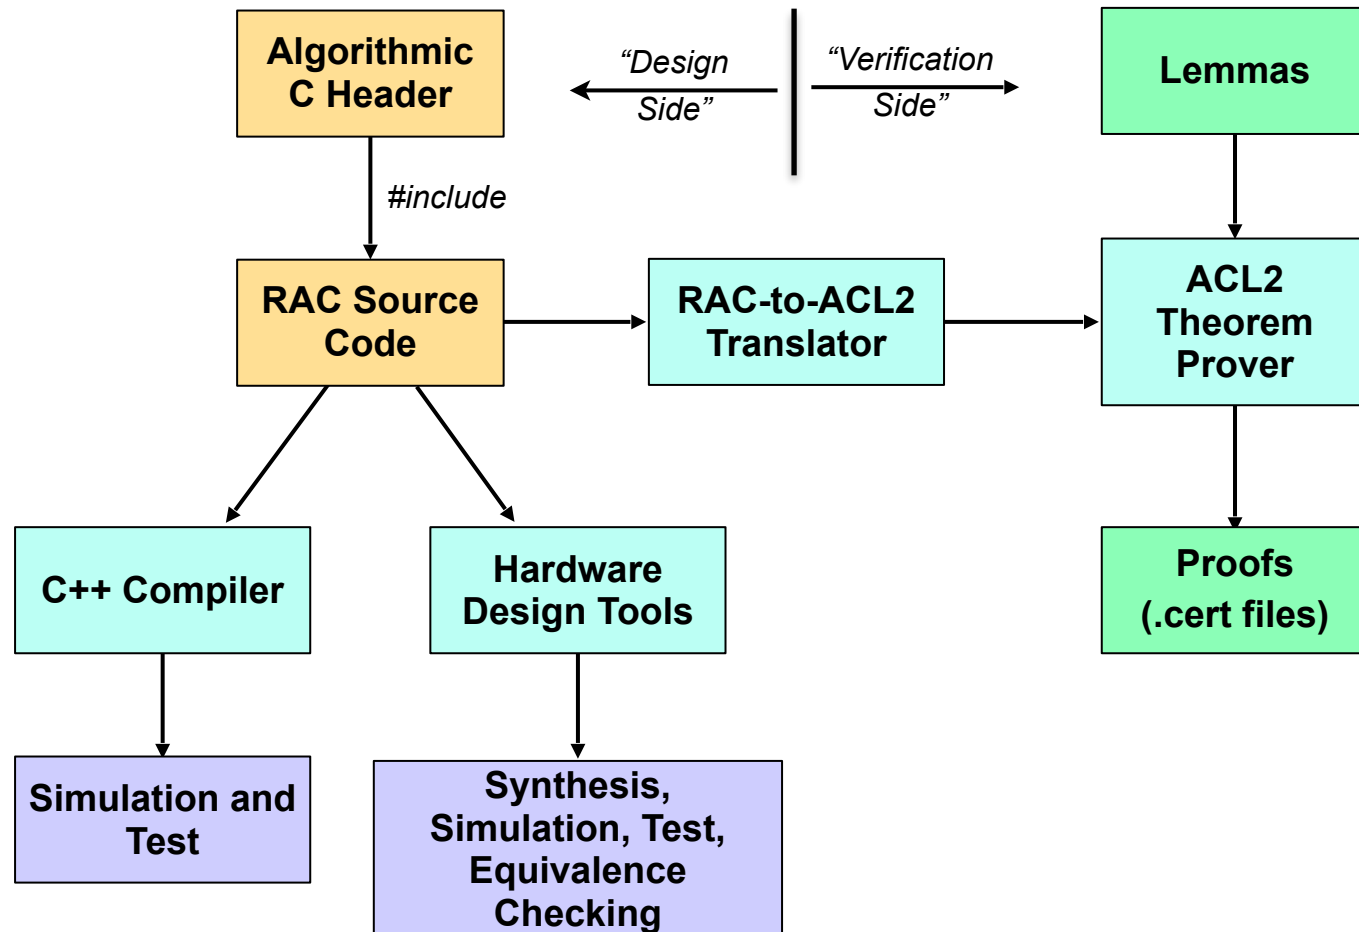 Algorithmic
C Header
“Design
Side”
“Verification
Side”
Lemmas
#include
RAC Source
Code
RAC-to-ACL2
Translator
ACL2
Theorem
Prover
C++ Compiler
Hardware
Design Tools
Proofs
(.cert files)
Simulation and
Test
Synthesis,
Simulation, Test,
Equivalence
Checking